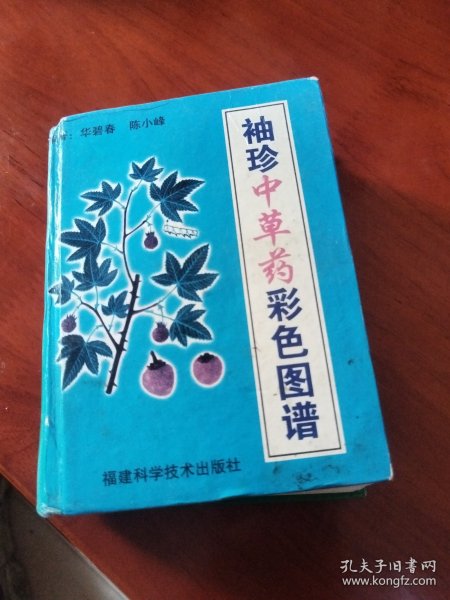 ：华碧春 陈小峰
袖珍中草药彩色图谱
福建科学技术出版社
孔夫子旧书网
www.kongfz.com